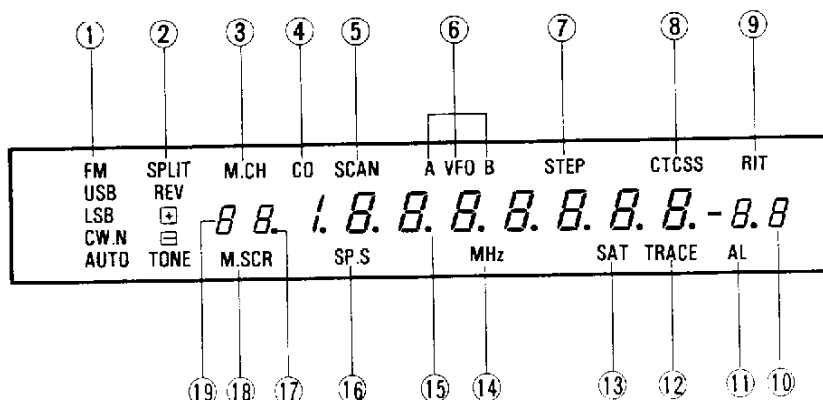 ① ② ③ ④ ⑤ ⑥ ⑦ ⑧ ⑨
FM SPLIT M.CH CO SCAN A VFO B STEP CTCSS RIT
USB REV
LSB +
CW.N −
AUTO TONE
8 8. 1. 8. 8. 8. 8. 8. 8. 8. -8. 8
M.SCR SP.S MHz SAT TRACE AL
⑲ ⑱ ⑰ ⑯ ⑮ ⑭ ⑬ ⑫ ⑪ ⑩